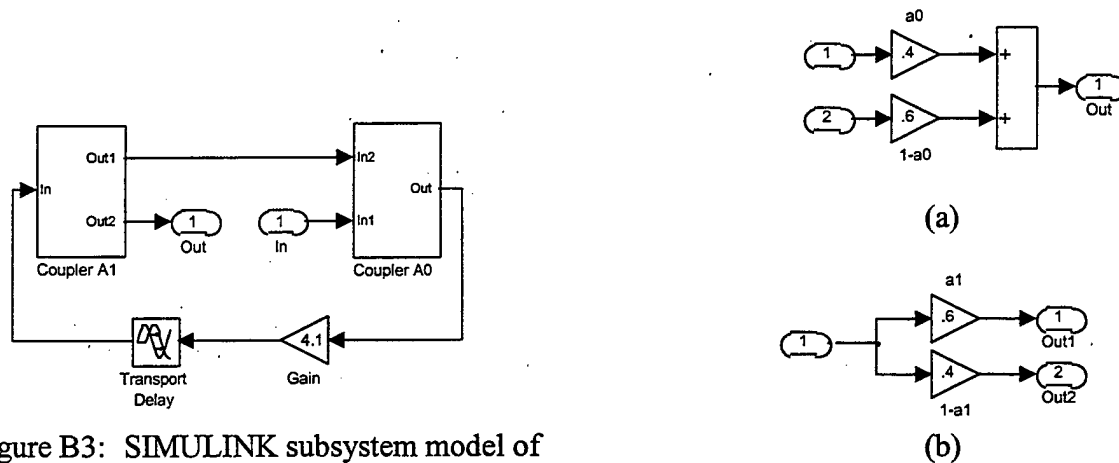 Out1
In
Out2
Coupler A1
1
Out
1
In
In2
Out
In1
Coupler A0
Transport
Delay
4.1
Gain
gure B3: SIMULINK subsystem model of
a0
1
.4
+
2
.6
+
1-a0
1
Out
(a)
a1
1
.6
1
Out1
.4
2
Out2
1-a1
(b)